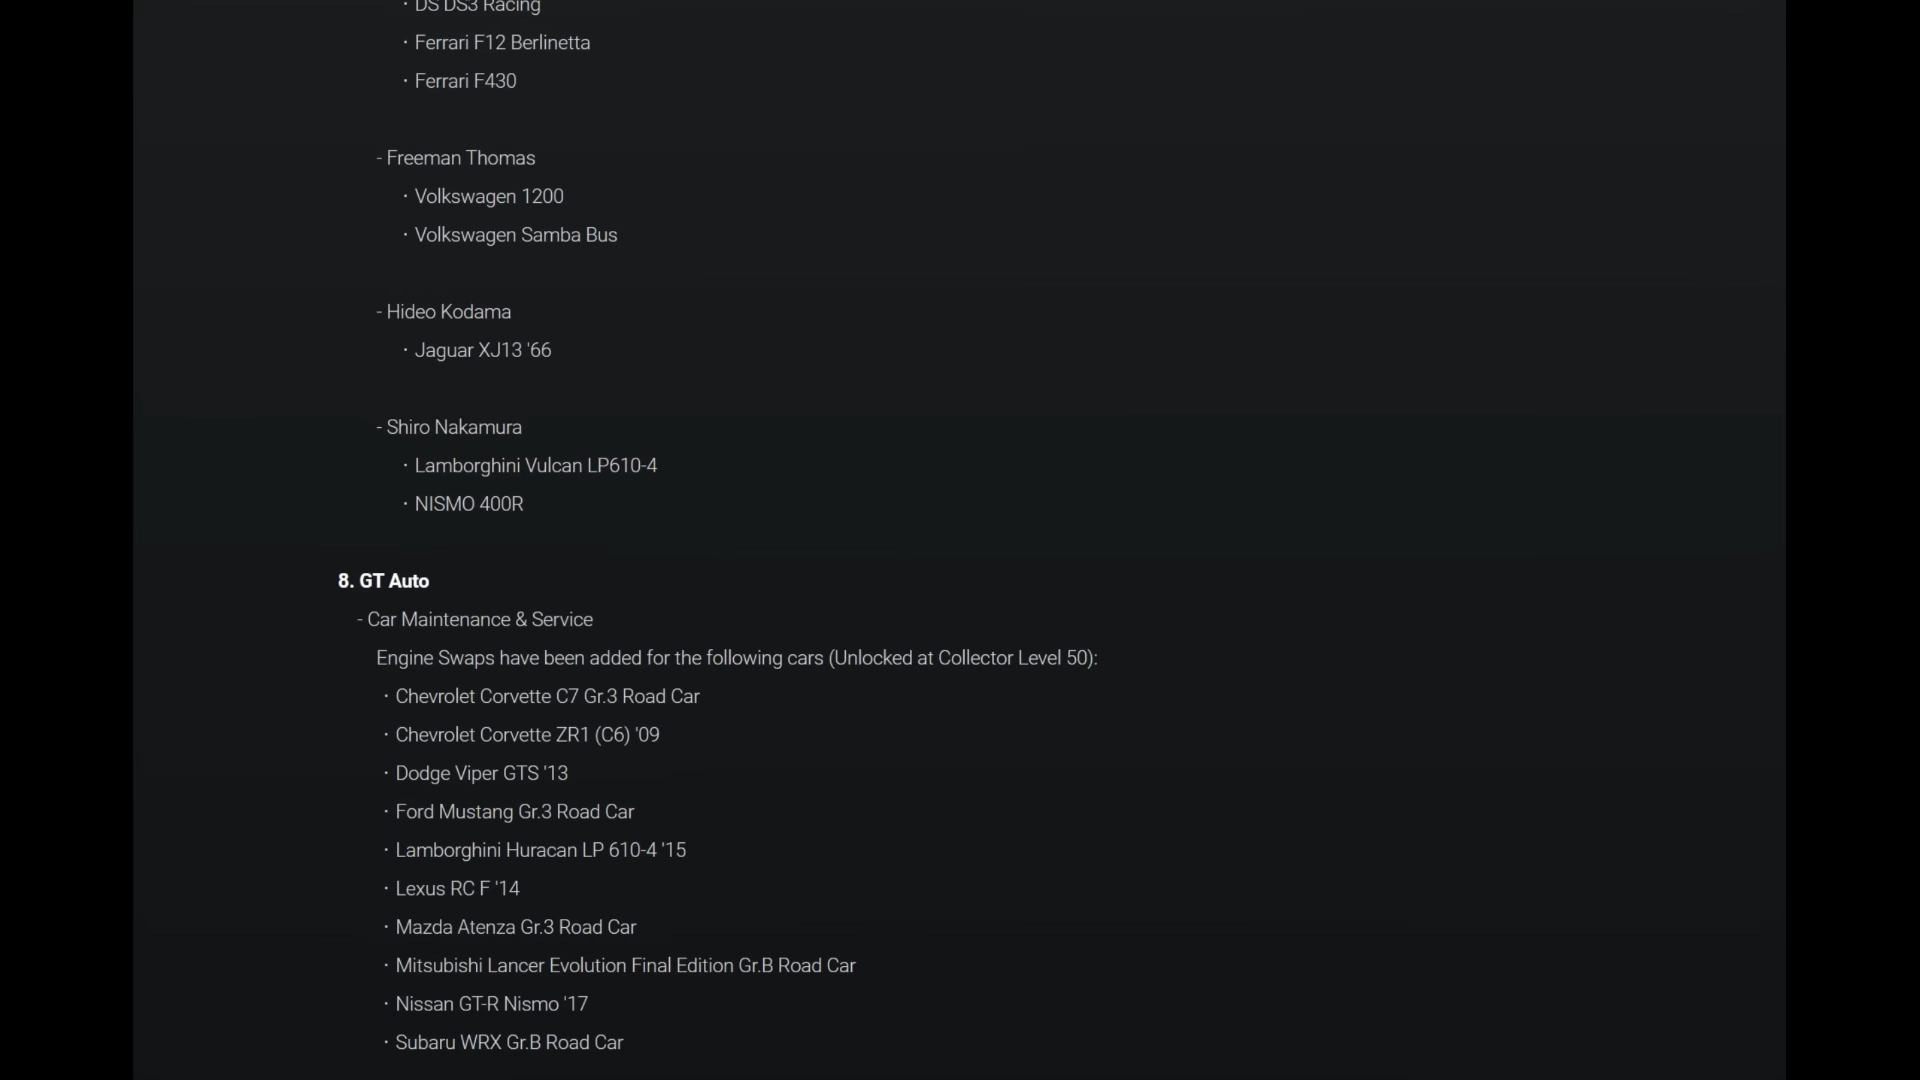 · DS DS3 Racing
· Ferrari F12 Berlinetta
· Ferrari F430
- Freeman Thomas
· Volkswagen 1200
· Volkswagen Samba Bus
- Hideo Kodama
· Jaguar XJ13 '66
- Shiro Nakamura
· Lamborghini Vulcan LP610-4
· NISMO 400R
8. GT Auto
- Car Maintenance & Service
Engine Swaps have been added for the following cars (Unlocked at Collector Level 50):
· Chevrolet Corvette C7 Gr.3 Road Car
· Chevrolet Corvette ZR1 (C6) '09
· Dodge Viper GTS '13
· Ford Mustang Gr.3 Road Car
· Lamborghini Huracan LP 610-4 '15
· Lexus RC F '14
· Mazda Atenza Gr.3 Road Car
· Mitsubishi Lancer Evolution Final Edition Gr.B Road Car
· Nissan GT-R Nismo '17
· Subaru WRX Gr.B Road Car